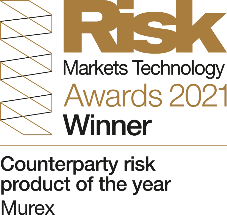 Risk
Markets Technology
Awards 2021
Winner
Counterparty risk
product of the year
Murex